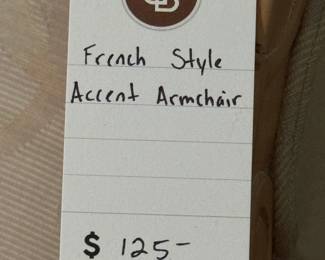 French Style
Accent Armchair
$ 125-